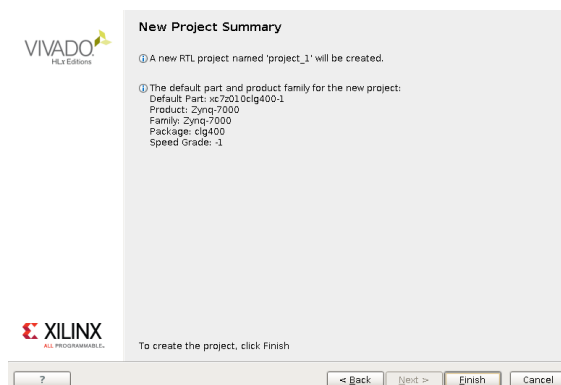 VIVADO
HLx Editions
New Project Summary
A new RTL project named 'project_1' will be created.
The default part and product family for the new project:
Default Part: xc7z010clg400-1
Product: Zynq-7000
Family: Zynq-7000
Package: clg400
Speed Grade: -1
XILINX
ALL PROGRAMMABLE.
To create the project, click Finish
?
< Back
Next >
Finish
Cancel